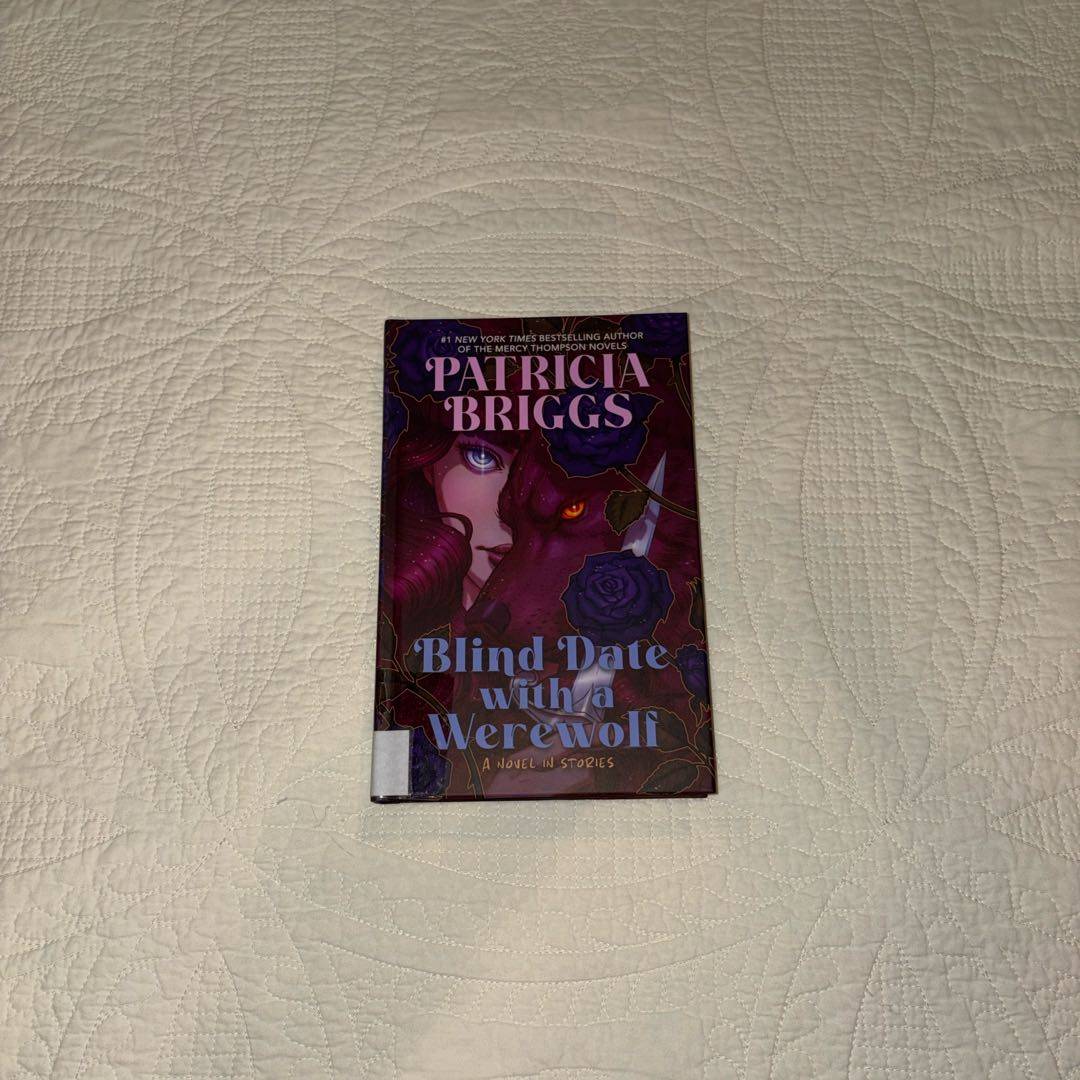 #1 NEW YORK TIMES BESTSELLING AUTHOR
OF THE MERCY THOMPSON NOVELS
PATRICIA
BRIGGS
Blind Date
with a
Werewolf
A NOVEL IN STORIES